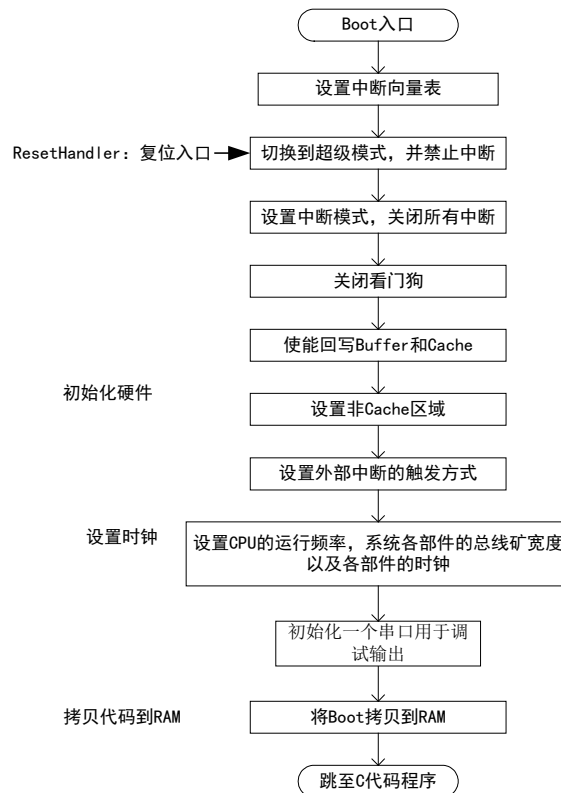 Boot入口
设置中断向量表
ResetHandler：复位入口
切换到超级模式，并禁止中断
设置中断模式，关闭所有中断
关闭看门狗
使能回写Buffer和Cache
初始化硬件
设置非Cache区域
设置外部中断的触发方式
设置时钟
设置CPU的运行频率，系统各部件的总线矿宽度
以及各部件的时钟
初始化一个串口用于调
试输出
拷贝代码到RAM
将Boot拷贝到RAM
跳至C代码程序